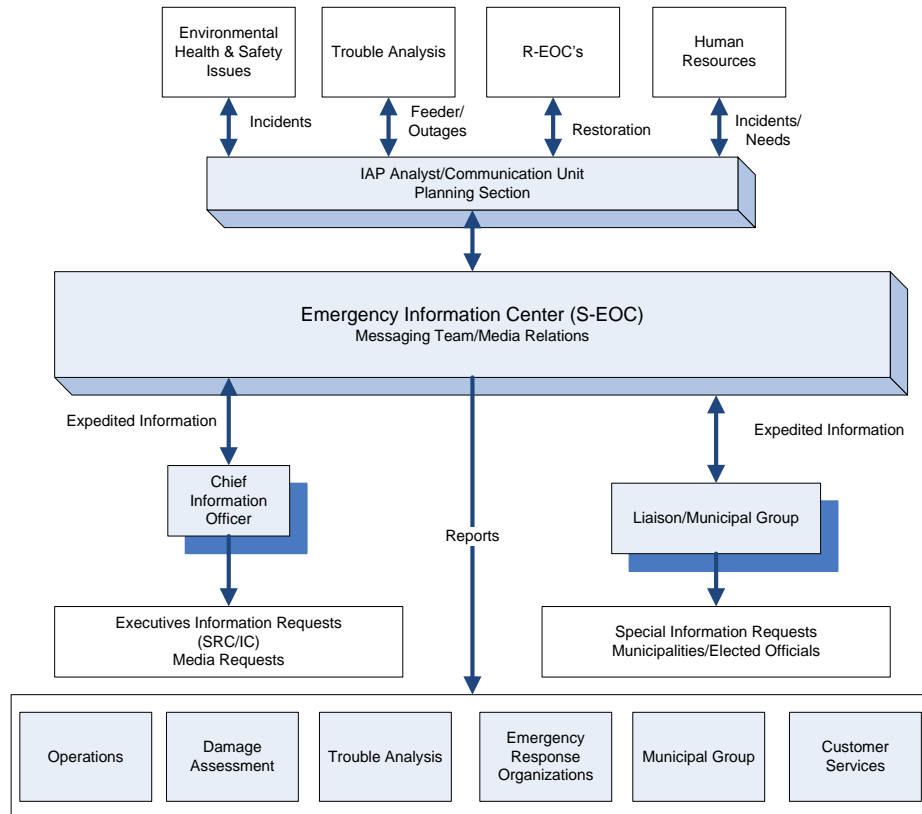 Environmental
Health & Safety
Issues
Trouble Analysis
R-EOC's
Human
Resources
Incidents
Feeder/
Outages
Restoration
Incidents/
Needs
IAP Analyst/Communication Unit
Planning Section
Emergency Information Center (S-EOC)
Messaging Team/Media Relations
Expedited Information
Expedited Information
Chief
Information
Officer
Liaison/Municipal Group
Reports
Executives Information Requests
(SRC/IC)
Media Requests
Special Information Requests
Municipalities/Elected Officials
Operations
Damage
Assessment
Trouble Analysis
Emergency
Response
Organizations
Municipal Group
Customer
Services